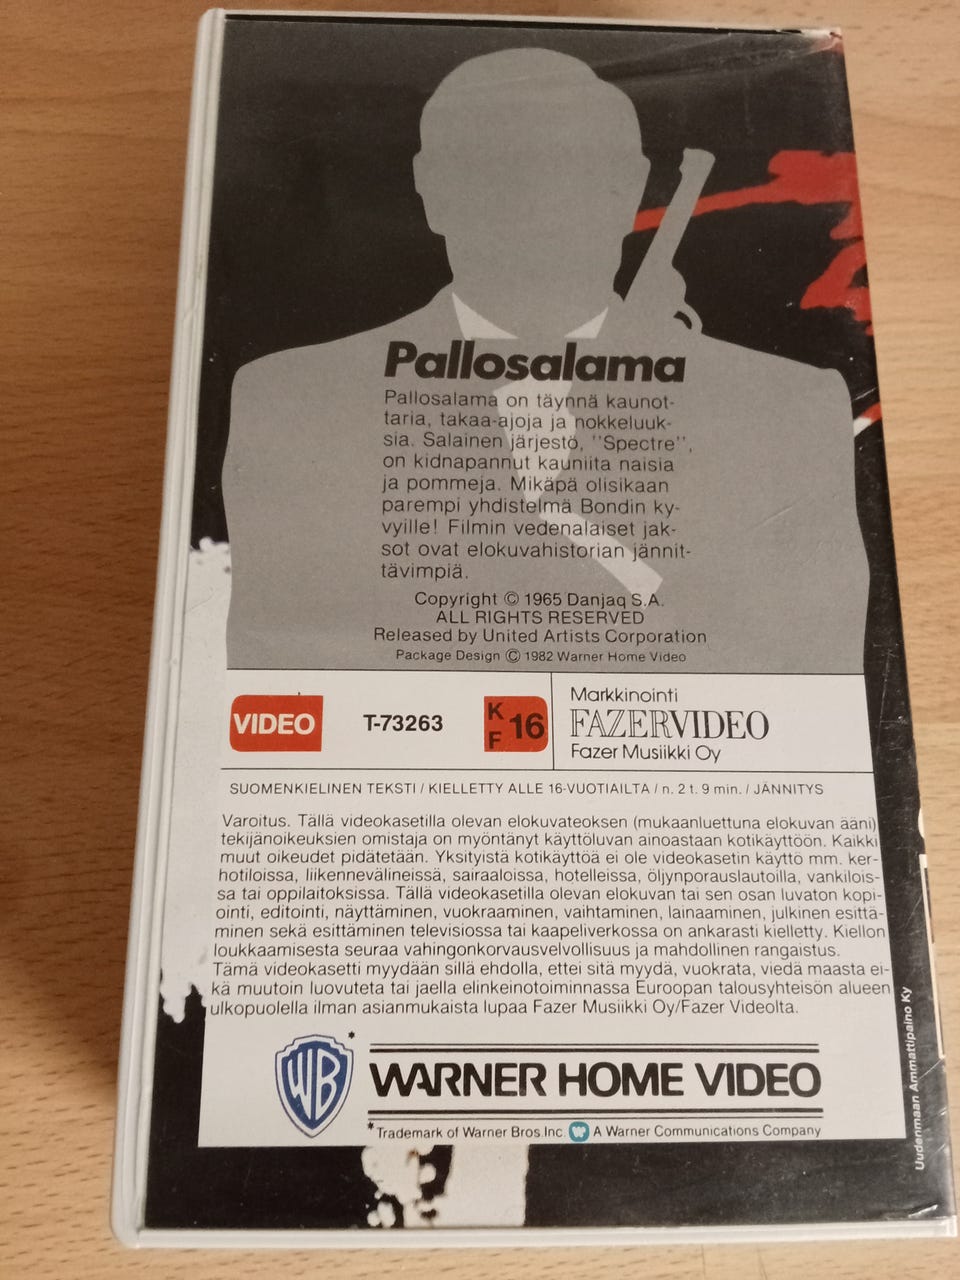 Pallosalama
Pallosalama on täynnä kaunot-
taria, takaa-ajoja ja nokkeluuk-
sia. Salainen järjestö, "Spectre",
on kidnapannut kauniita naisia
ja pommeja. Mikäpä olisikaan
parempi yhdistelmä Bondin ky-
vyille! Filmin vedenalaiset jak-
sot ovat elokuvahistorian jännit-
tävimpiä.
Copyright © 1965 Danjaq S.A.
ALL RIGHTS RESERVED
Released by United Artists Corporation
Package Design © 1982 Warner Home Video
VIDEO
T-73263
K 16
F
Markkinointi
FAZERVIDEO
Fazer Musiikki Oy
SUOMENKIELINEN TEKSTI / KIELLETTY ALLE 16-VUOTIAILTA / n. 2 t. 9 min. / JÄNNITYS
Varoitus. Tällä videokasetilla olevan elokuvateoksen (mukaanluettuna elokuvan ääni)
tekijänoikeuksien omistaja on myöntänyt käyttöluvan ainoastaan kotikäyttöön. Kaikki
muut oikeudet pidätetään. Yksityistä kotikäyttöä ei ole videokasetin käyttö mm. ker-
hotiloissa, liikennevälineissä, sairaaloissa, hotelleissa, öljynporauslautoilla, vankilois-
sa tai oppilaitoksissa. Tällä videokasetilla olevan elokuvan tai sen osan luvaton kopi-
ointi, editointi, näyttäminen, vuokraaminen, vaihtaminen, lainaaminen, julkinen esittä-
minen sekä esittäminen televisiossa tai kaapeliverkossa on ankarasti kielletty. Kiellon
loukkaamisesta seuraa vahingonkorvausvelvollisuus ja mahdollinen rangaistus.
Tämä videokasetti myydään sillä ehdolla, ettei sitä myydä, vuokrata, viedä maasta ei-
kä muutoin luovuteta tai jaella elinkeinotoiminnassa Euroopan talousyhteisön alueen
ulkopuolella ilman asianmukaista lupaa Fazer Musiikki Oy/Fazer Videolta.
WB*
WARNER HOME VIDEO
*Trademark of Warner Bros. Inc. A Warner Communications Company
Uudenmaan Ammattipaino Ky